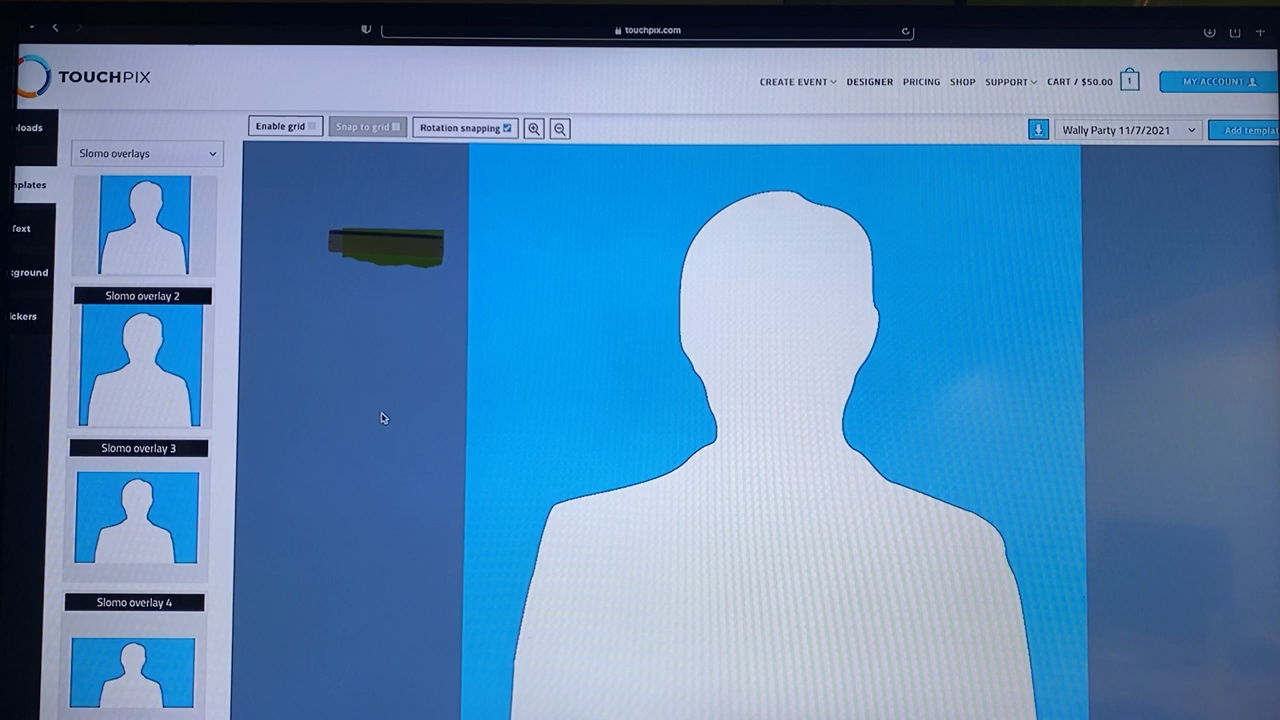 touchpix.com
TOUCHPIX
CREATE EVENT DESIGNER PRICING SHOP SUPPORT CART / $50.00 1 MY ACCOUNT
Enable grid Snap to grid Rotation snapping Wally Party 11/7/2021 Add templat
loads
Slomo overlays
nplates
Text
Slomo overlay 2
kground
ickers
Slomo overlay 3
Slomo overlay 4